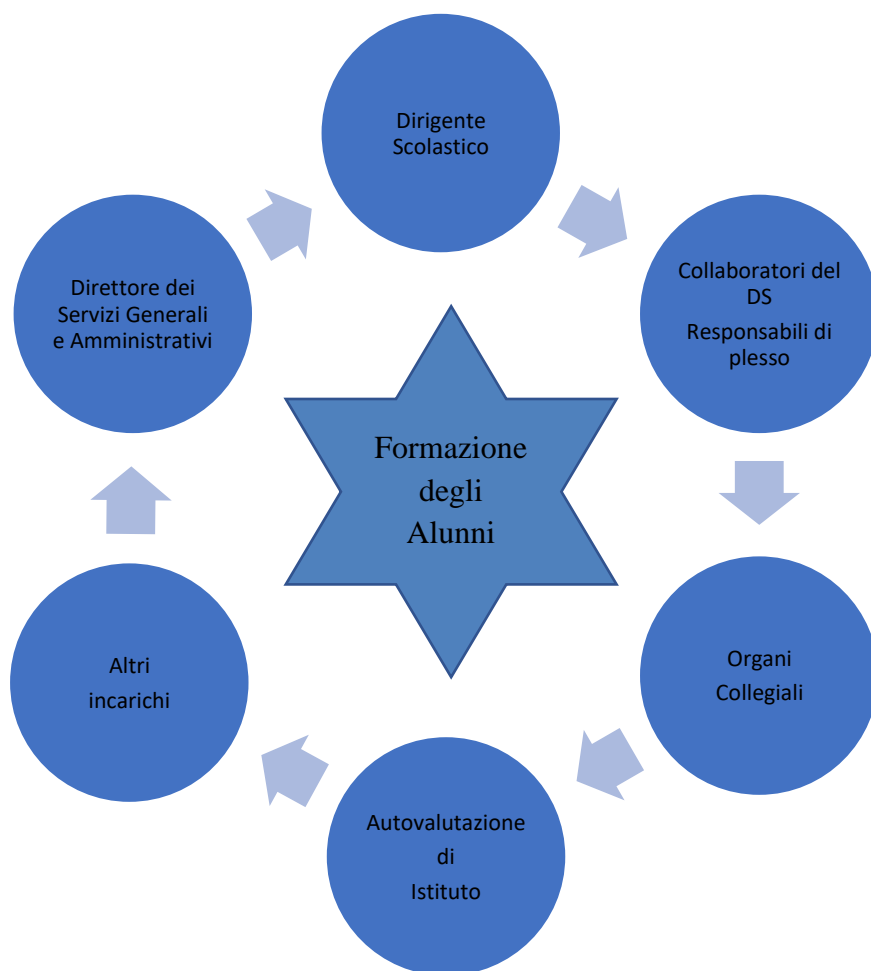 Dirigente
Scolastico
Collaboratori del
DS
Responsabili di
plesso
Organi
Collegiali
Autovalutazione
di
Istituto
Altri
incarichi
Direttore dei
Servizi Generali
e Amministrativi
Formazione
degli
Alunni